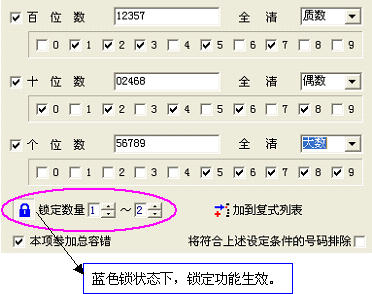 百位数 12357 全清 质数
0 1 2 3 4 5 6 7 8 9
十位数 02468 全清 偶数
0 1 2 3 4 5 6 7 8 9
个位数 56789 全清 大数
0 1 2 3 4 5 6 7 8 9
锁定数量 1 ～ 2 加到复式列表
本项参加总容错 将符合上述设定条件的号码排除
蓝色锁状态下，锁定功能生效。